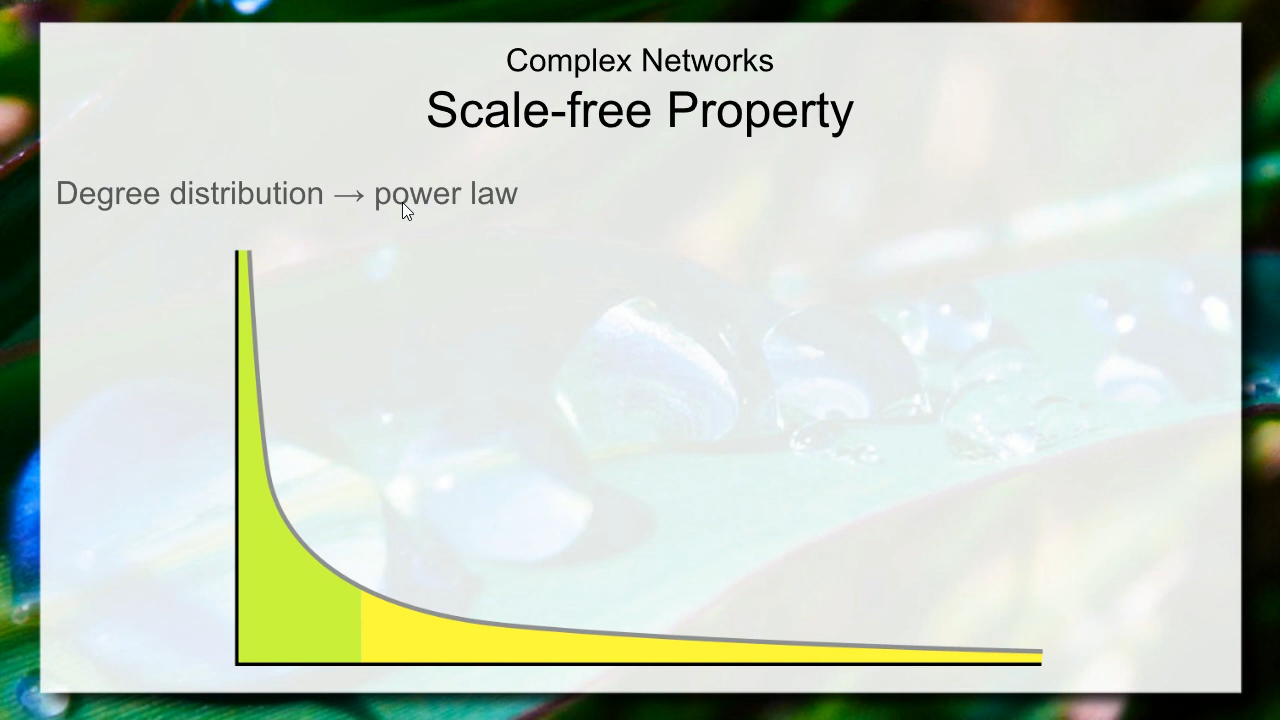 Complex Networks
Scale-free Property
Degree distribution → power law